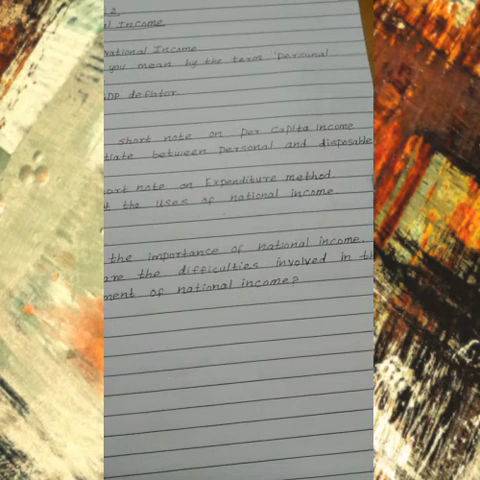 2
l Income
National Income
you mean by the term 'Personal
GDP deflator
short note on per capita income
tiate between personal and disposable
ort note on Expenditure method
the uses of national income
the importance of national income.
are the difficulties involved in th
ment of national income?